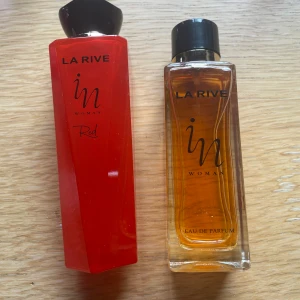 LA RIVE
in
WOMAN
Red
LA RIVE
in
WOMAN
EAU DE PARFUM